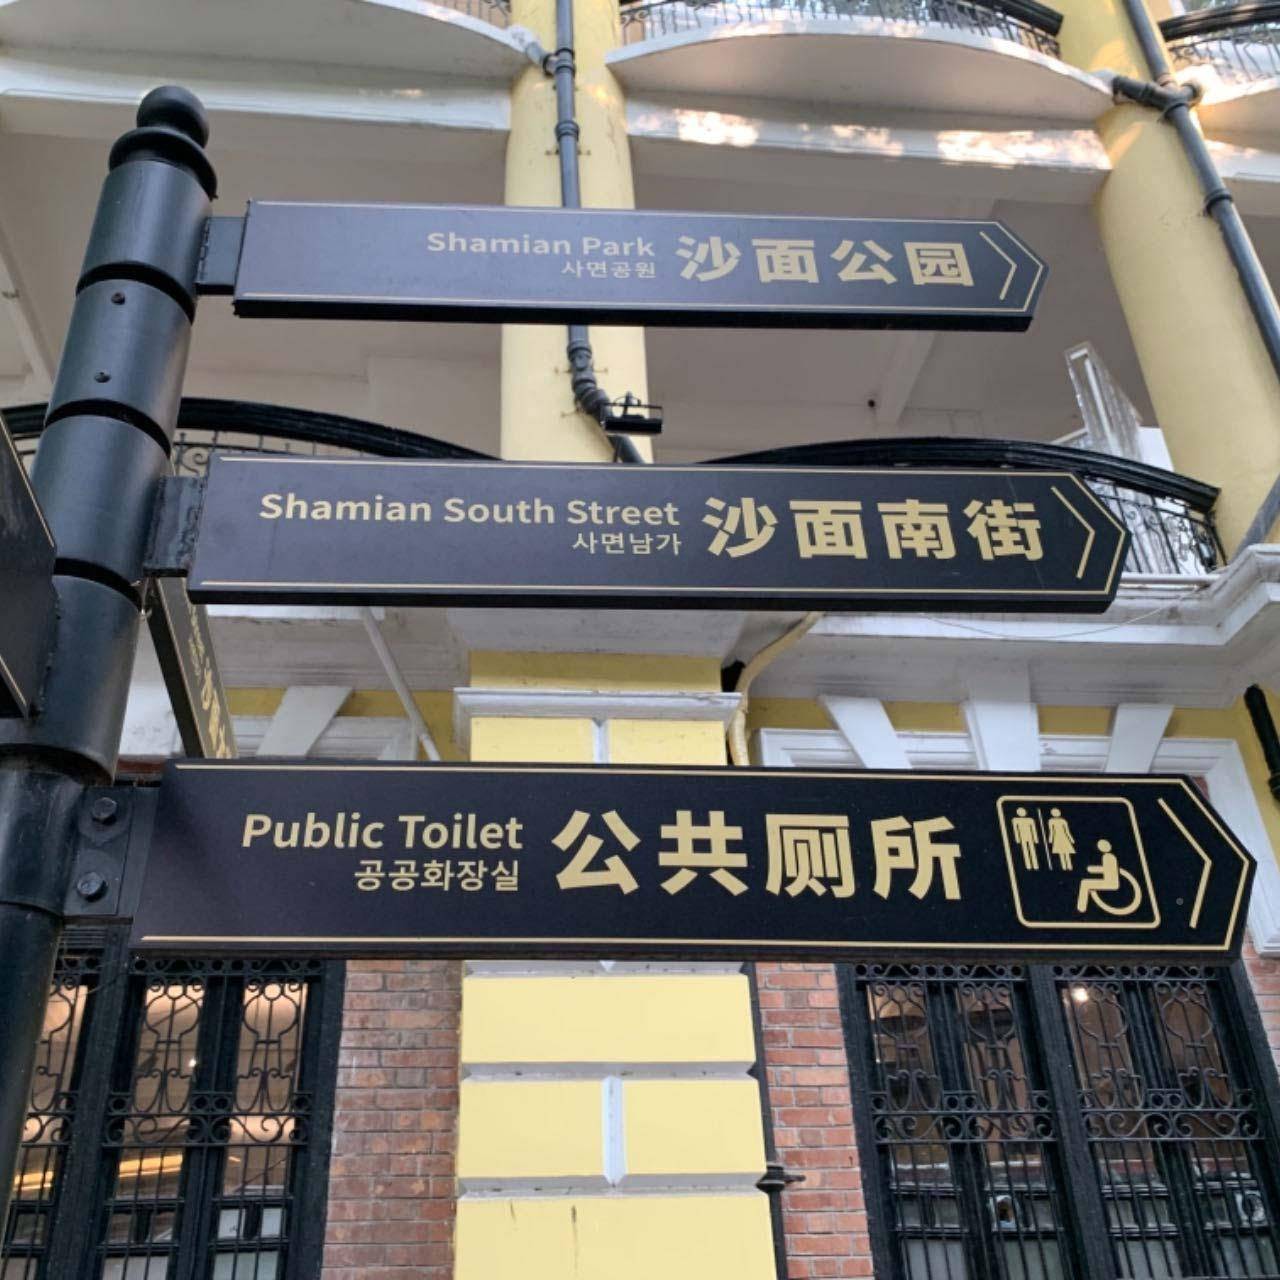 Shamian Park
사면공원
沙面公园
Shamian South Street
사면남가
沙面南街
Public Toilet
공공화장실
公共厕所